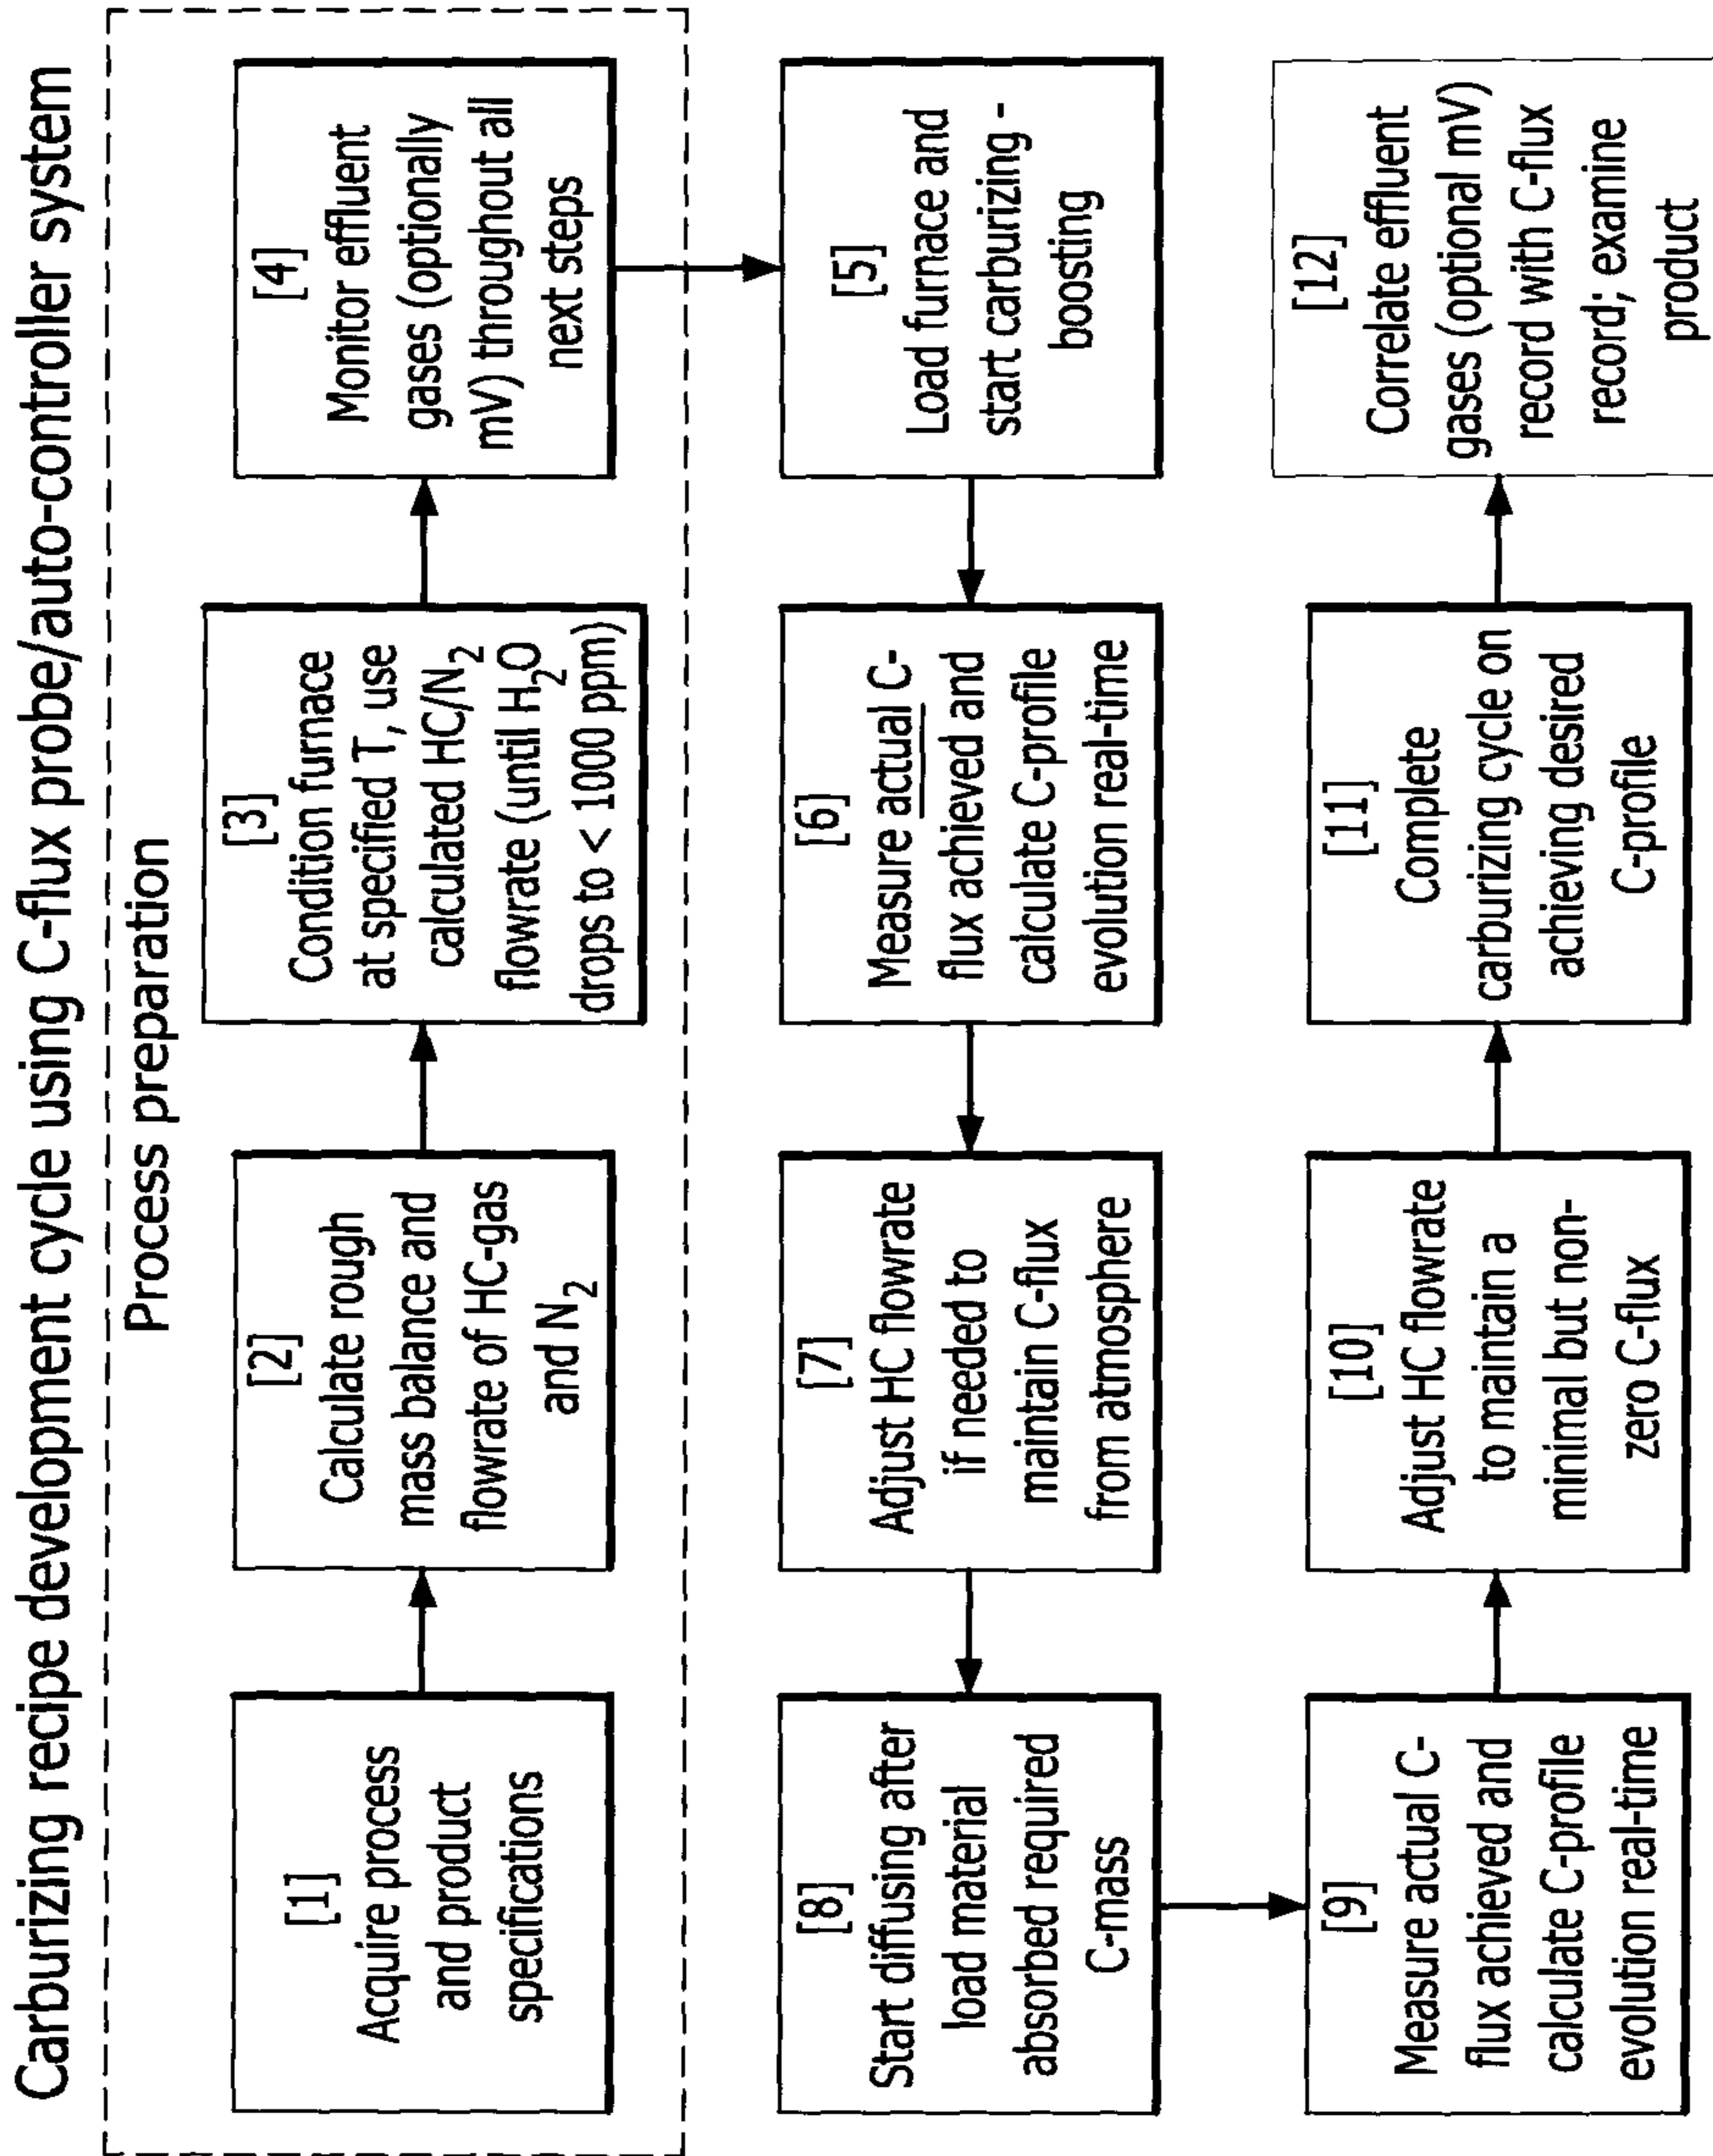 Carburizing recipe development cycle using C-flux probe/auto-controller system
Process preparation
[1]
Acquire process
and product
specifications
[2]
Calculate rough
mass balance and
flowrate of HC-gas
and N₂
[3]
Condition furnace
at specified T, use
calculated HC/N₂
flowrate (until H₂O
drops to < 1000 ppm)
[4]
Monitor effluent
gases (optionally
mV) throughout all
next steps
[5]
Load furnace and
start carburizing -
boosting
[6]
Measure actual C-
flux achieved and
calculate C-profile
evolution real-time
[7]
Adjust HC flowrate
if needed to
maintain C-flux
from atmosphere
[8]
Start diffusing after
load material
absorbed required
C-mass
[9]
Measure actual C-
flux achieved and
calculate C-profile
evolution real-time
[10]
Adjust HC flowrate
to maintain a
minimal but non-
zero C-flux
[11]
Complete
carburizing cycle on
achieving desired
C-profile
[12]
Correlate effluent
gases (optional mV)
record with C-flux
record; examine
product